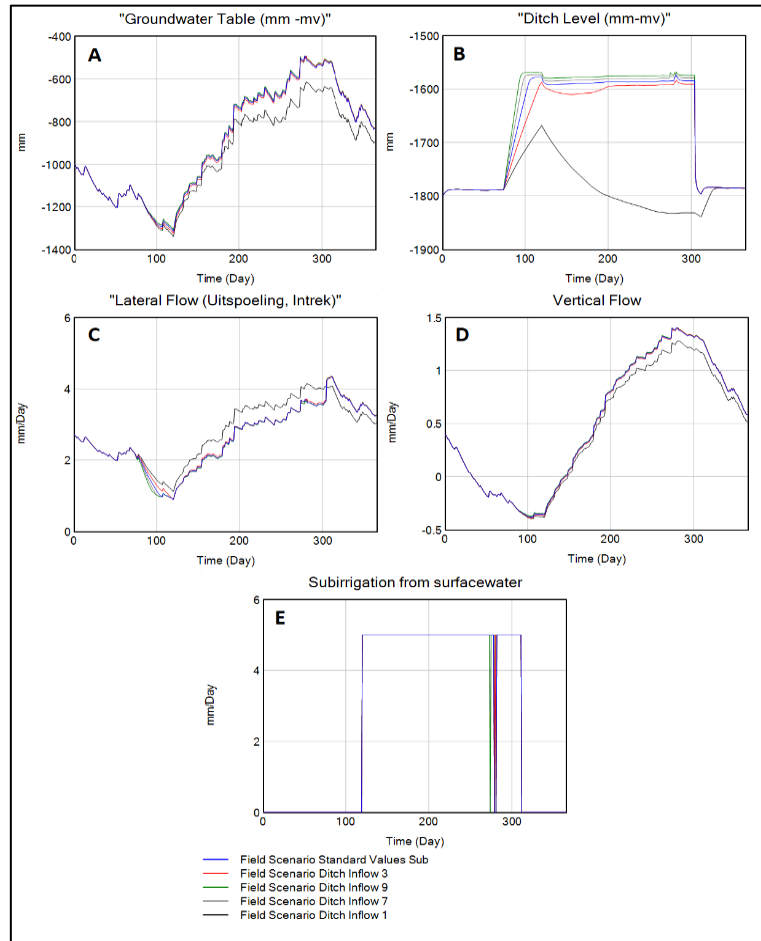 "Groundwater Table (mm -mv)"
-400
A
-600
-800
mm
-1000
-1200
-1400
0
100
200
300
Time (Day)
"Ditch Level (mm-mv)"
-1500
B
-1600
mm
-1700
-1800
-1900
0
100
200
300
Time (Day)
"Lateral Flow (Uitspoeling, Intrek)"
6
C
4
mm/Day
2
0
0
100
200
300
Time (Day)
Vertical Flow
1.5
D
1
mm/Day
0.5
0
-0.5
0
100
200
300
Time (Day)
Subirrigation from surfacewater
6
E
4
mm/Day
2
0
0
100
200
300
Time (Day)
Field Scenario Standard Values Sub
Field Scenario Ditch Inflow 3
Field Scenario Ditch Inflow 9
Field Scenario Ditch Inflow 7
Field Scenario Ditch Inflow 1